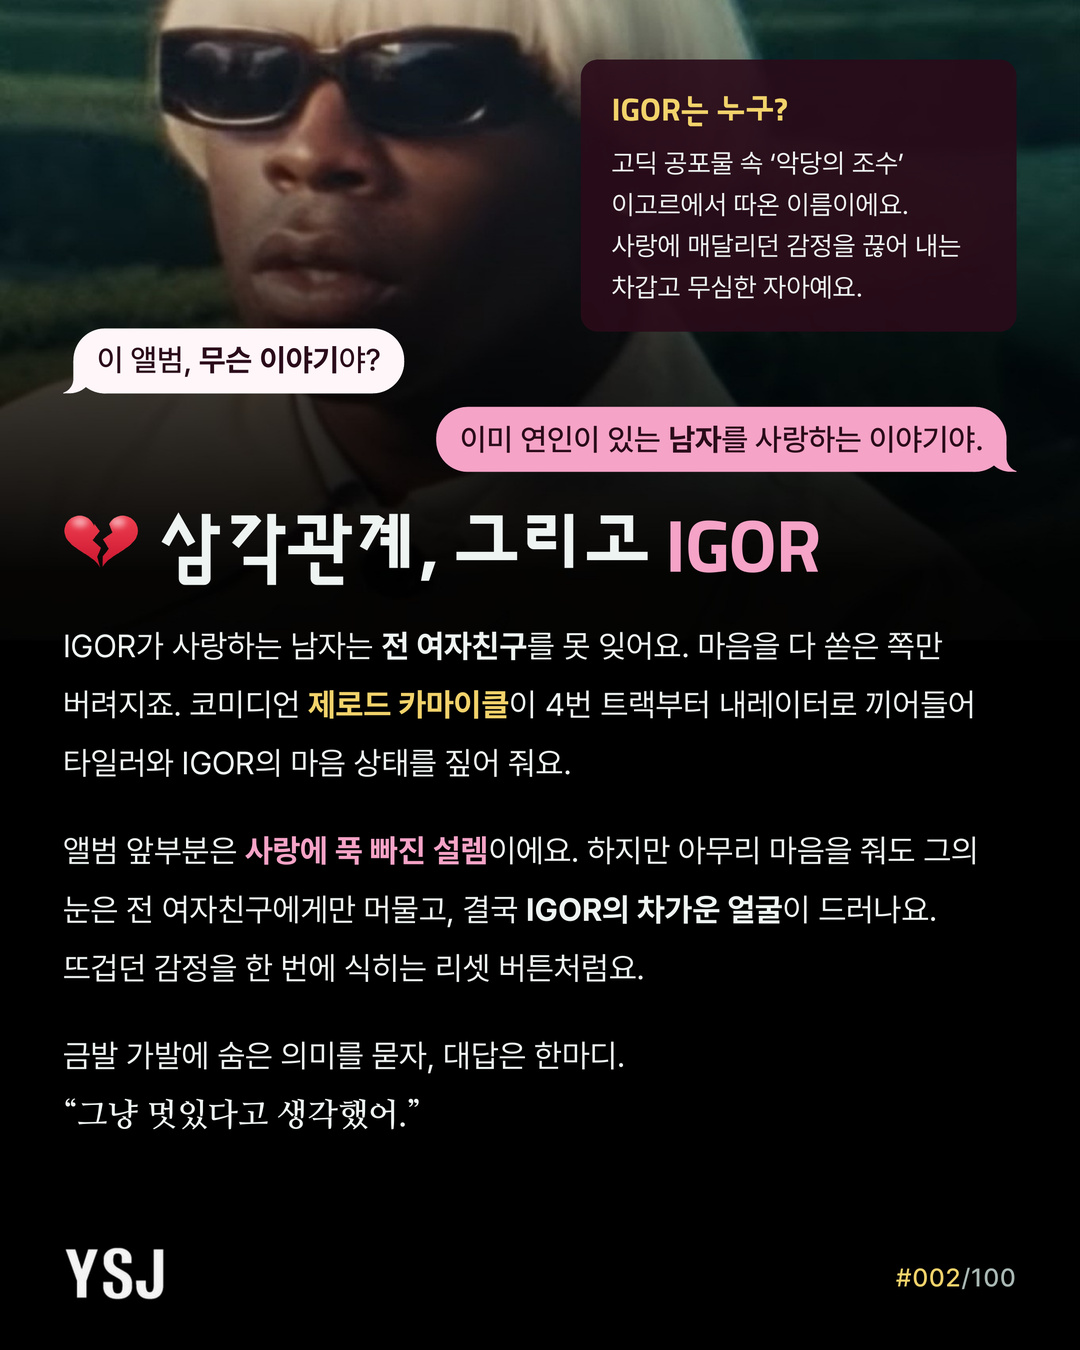 IGOR는 누구?
고딕 공포물 속 ‘악당의 조수’
이고르에서 따온 이름이에요.
사랑에 매달리던 감정을 끊어 내는
차갑고 무심한 자아예요.
이 앨범, 무슨 이야기야?
이미 연인이 있는 남자를 사랑하는 이야기야.
💔 삼각관계, 그리고 IGOR
IGOR가 사랑하는 남자는 전 여자친구를 못 잊어요. 마음을 다 쏟은 쪽만
버려지죠. 코미디언 제로드 카마이클이 4번 트랙부터 내레이터로 끼어들어
타일러와 IGOR의 마음 상태를 짚어 줘요.
앨범 앞부분은 사랑에 푹 빠진 설렘이에요. 하지만 아무리 마음을 줘도 그의
눈은 전 여자친구에게만 머물고, 결국 IGOR의 차가운 얼굴이 드러나요.
뜨겁던 감정을 한 번에 식히는 리셋 버튼처럼요.
금발 가발에 숨은 의미를 묻자, 대답은 한마디.
“그냥 멋있다고 생각했어.”
YSJ
#002/100